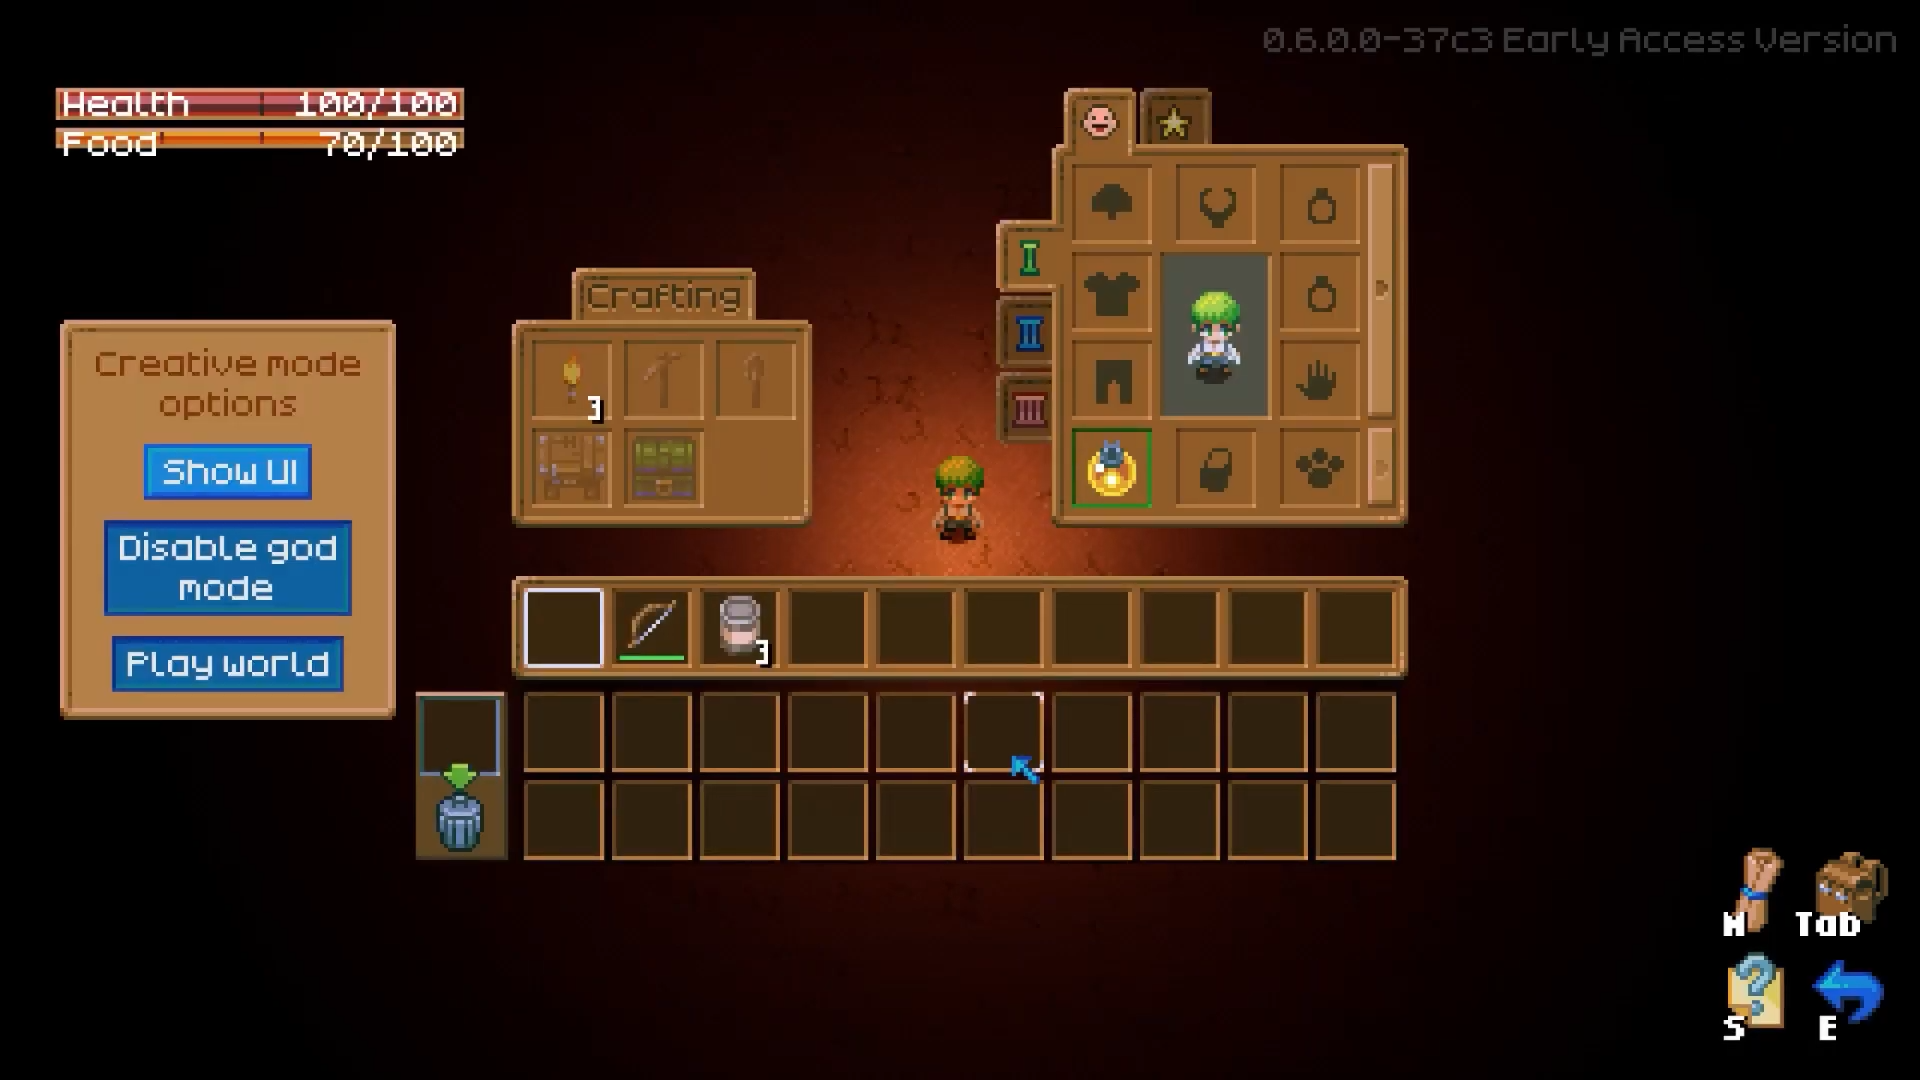 0.6.0.0-37c3 Early Access Version
Health 100/100
Food 70/100
Crafting
3
Creative mode
options
Show UI
Disable god
mode
Play world
3
M
Tab
S
E